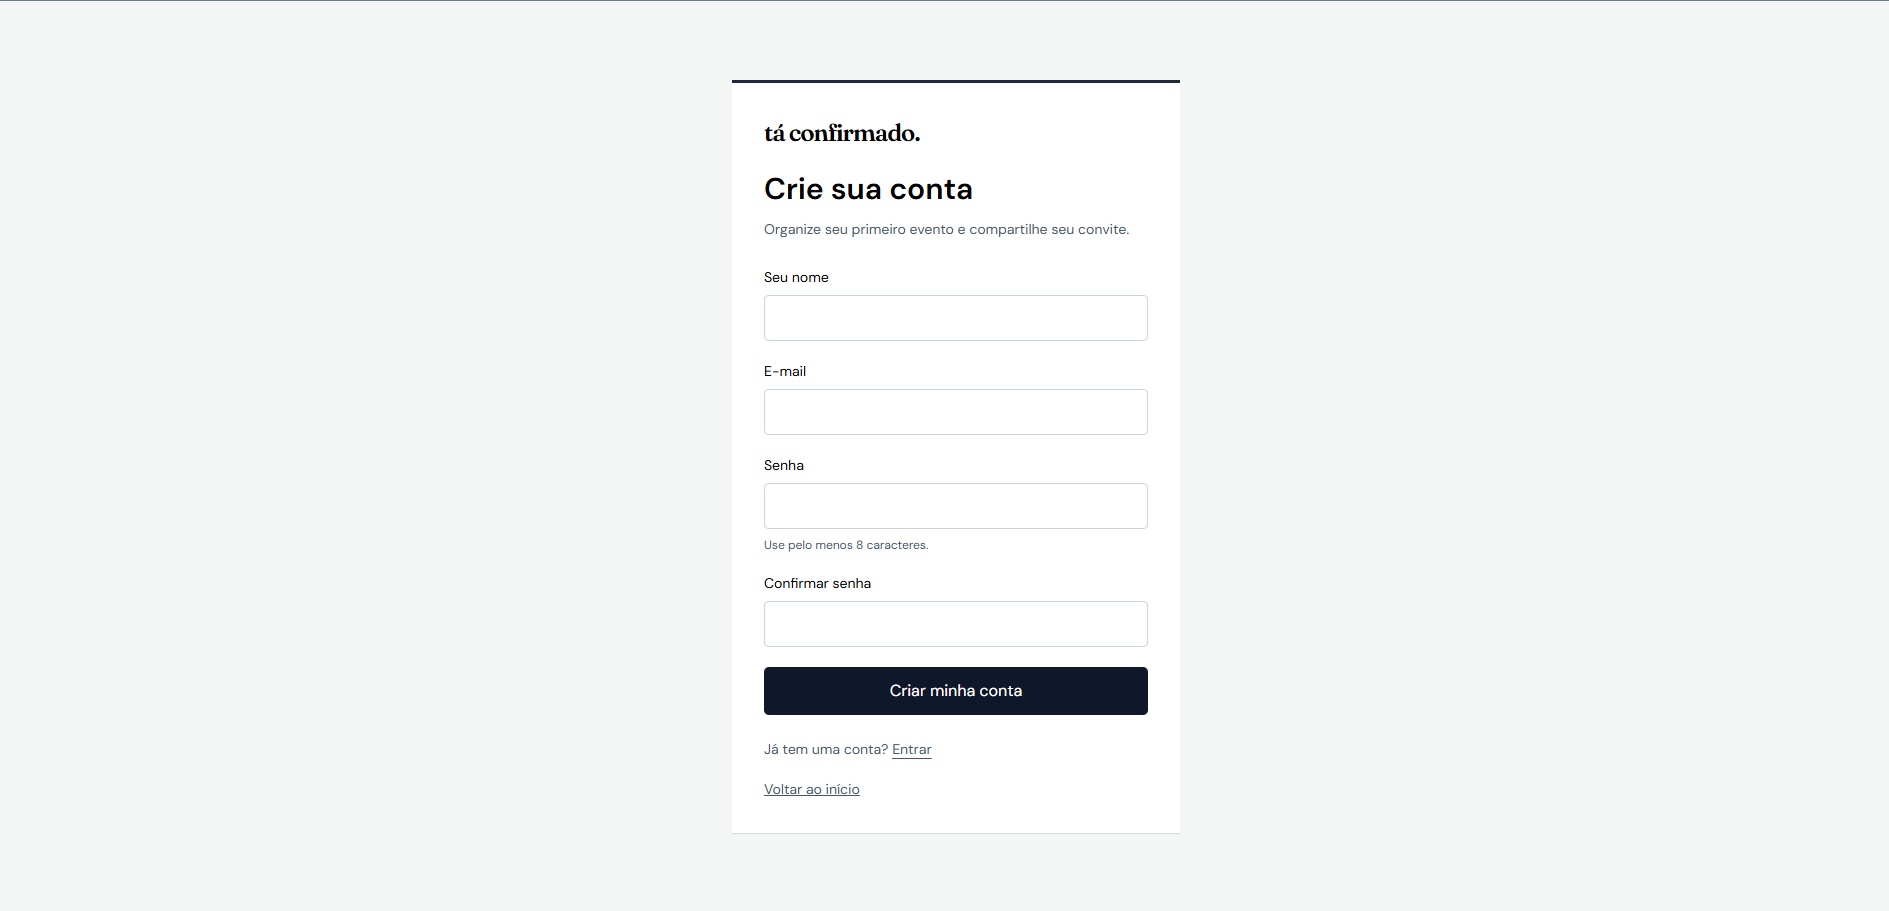 tá confirmado.
Crie sua conta
Organize seu primeiro evento e compartilhe seu convite.
Seu nome
E-mail
Senha
Use pelo menos 8 caracteres.
Confirmar senha
Criar minha conta
Já tem uma conta? Entrar
Voltar ao início